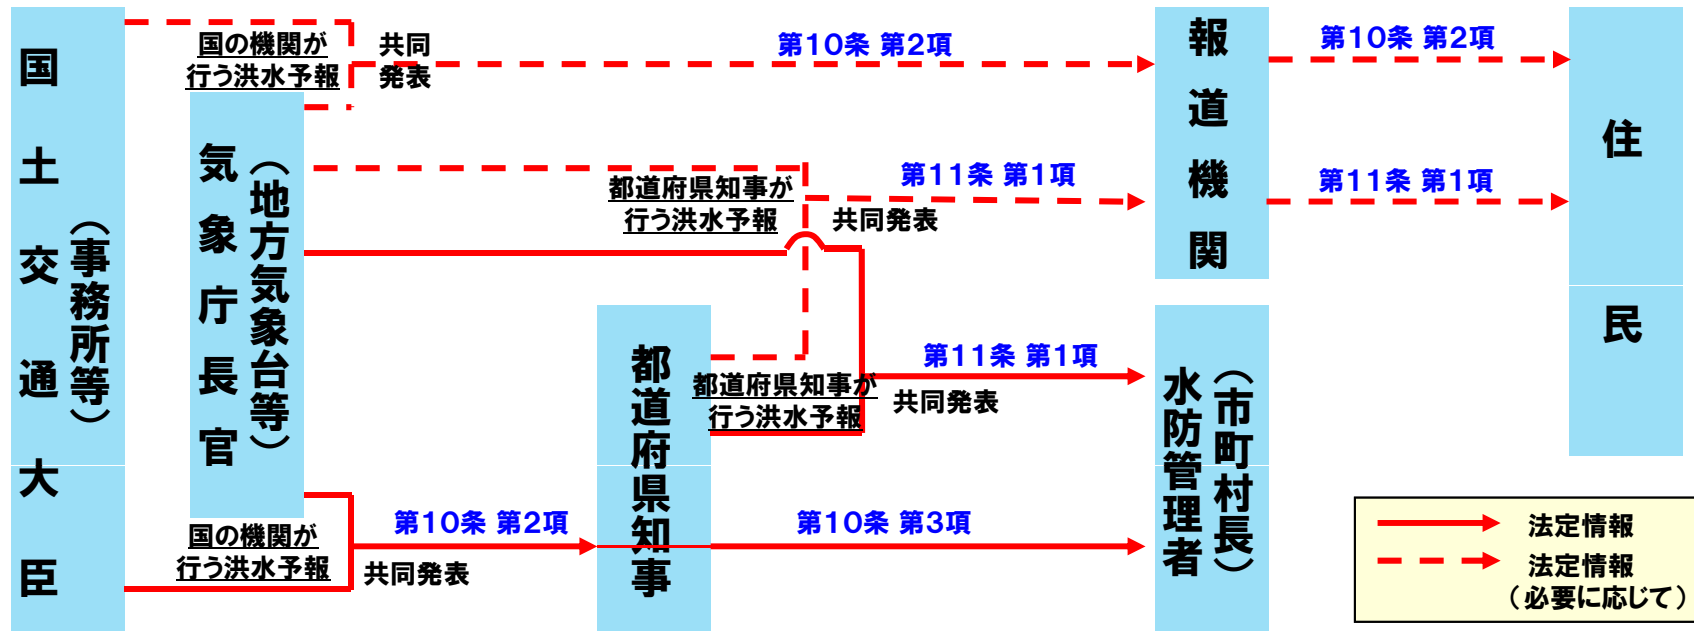 国土交通大臣
（事務所等）
国の機関が
行う洪水予報
共同
発表
気象庁長官
（地方気象台等）
第10条 第2項
都道府県知事が
行う洪水予報
第11条 第1項
共同発表
報道機関
第10条 第2項
第11条 第1項
住民
都道府県知事
都道府県知事が
行う洪水予報
第11条 第1項
共同発表
国の機関が
行う洪水予報
第10条 第2項
共同発表
第10条 第3項
水防管理者
（市町村長）
法定情報
法定情報
（必要に応じて）